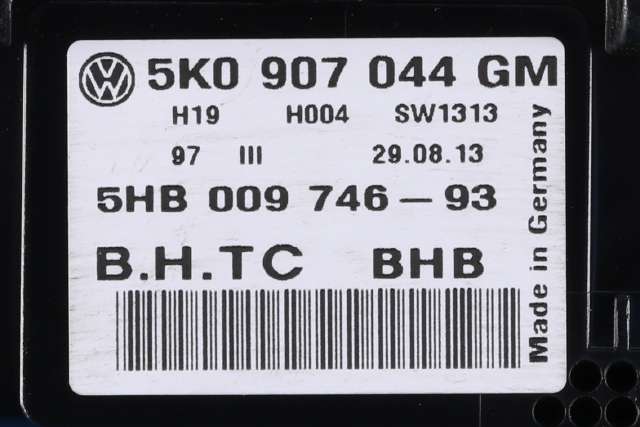 VW 5K0 907 044 GM
H19 H004 SW1313
97 III 29.08.13
5HB 009 746-93
B.H.TC BHB
Made in Germany